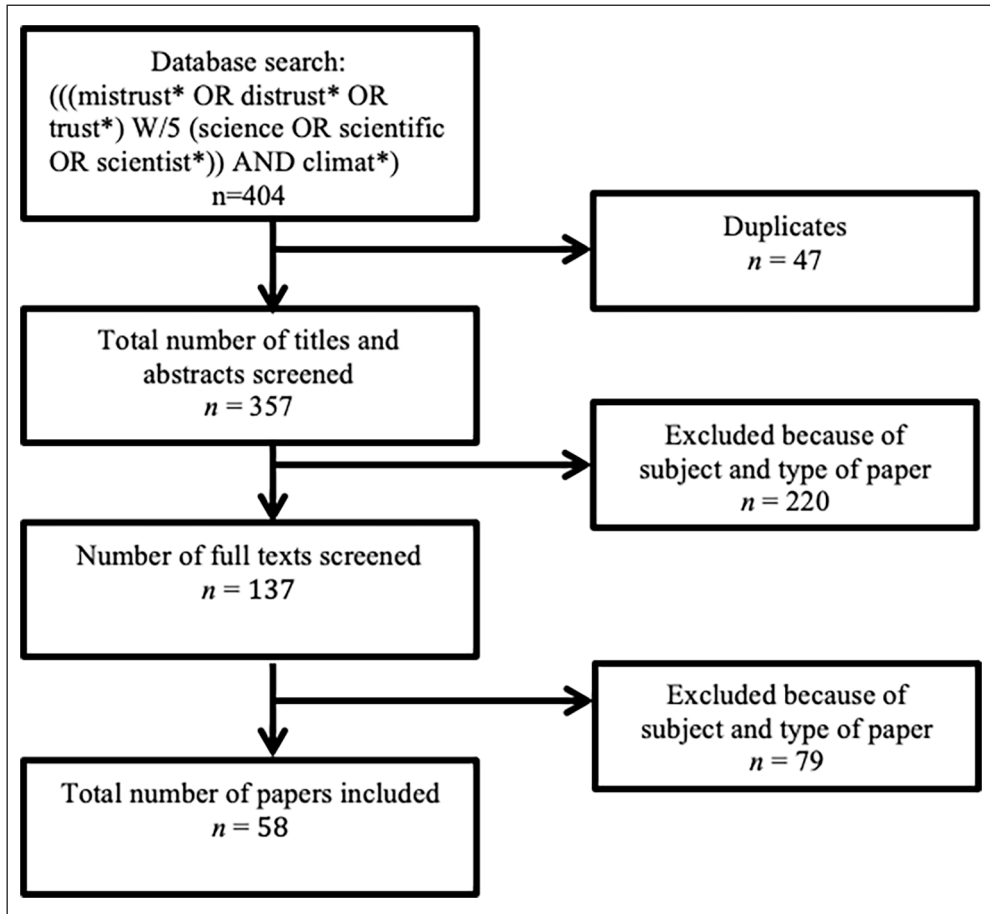 Database search:
(((mistrust* OR distrust* OR
trust*) W/5 (science OR scientific
OR scientist*)) AND climat*)
n=404
Duplicates
n = 47
Total number of titles and
abstracts screened
n = 357
Excluded because of
subject and type of paper
n = 220
Number of full texts screened
n = 137
Excluded because of
subject and type of paper
n = 79
Total number of papers included
n = 58